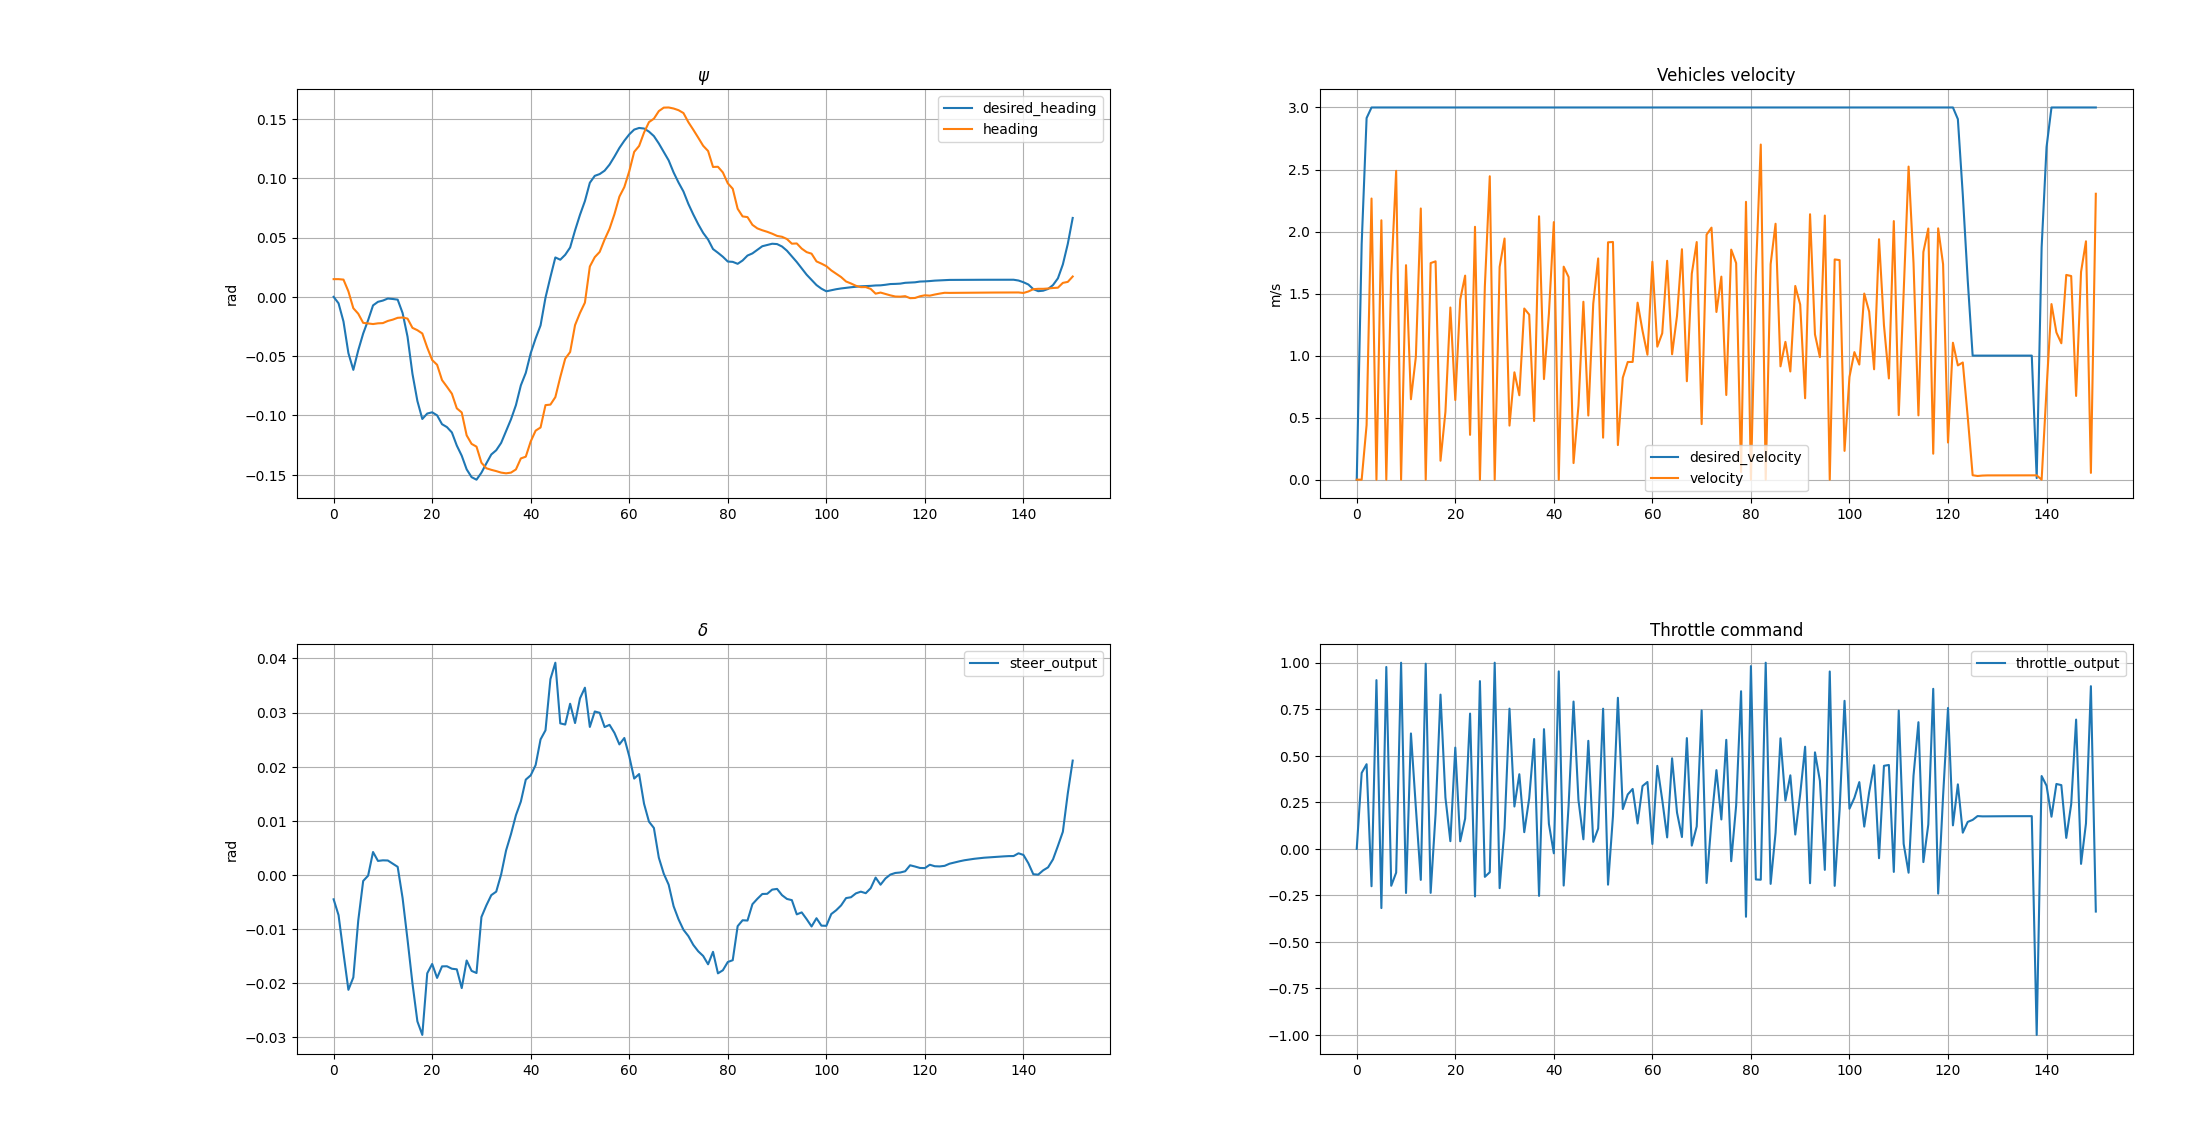 ψ
desired_heading
heading
rad
0.15
0.10
0.05
0.00
−0.05
−0.10
−0.15
0 20 40 60 80 100 120 140
Vehicles velocity
desired_velocity
velocity
m/s
3.0
2.5
2.0
1.5
1.0
0.5
0.0
0 20 40 60 80 100 120 140
δ
steer_output
rad
0.04
0.03
0.02
0.01
0.00
−0.01
−0.02
−0.03
0 20 40 60 80 100 120 140
Throttle command
throttle_output
1.00
0.75
0.50
0.25
0.00
−0.25
−0.50
−0.75
−1.00
0 20 40 60 80 100 120 140